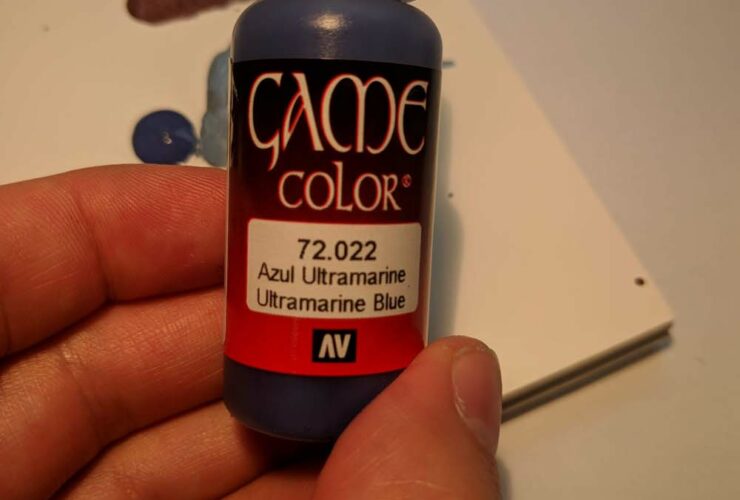 GAME
COLOR®
72.022
Azul Ultramarine
Ultramarine Blue
AV